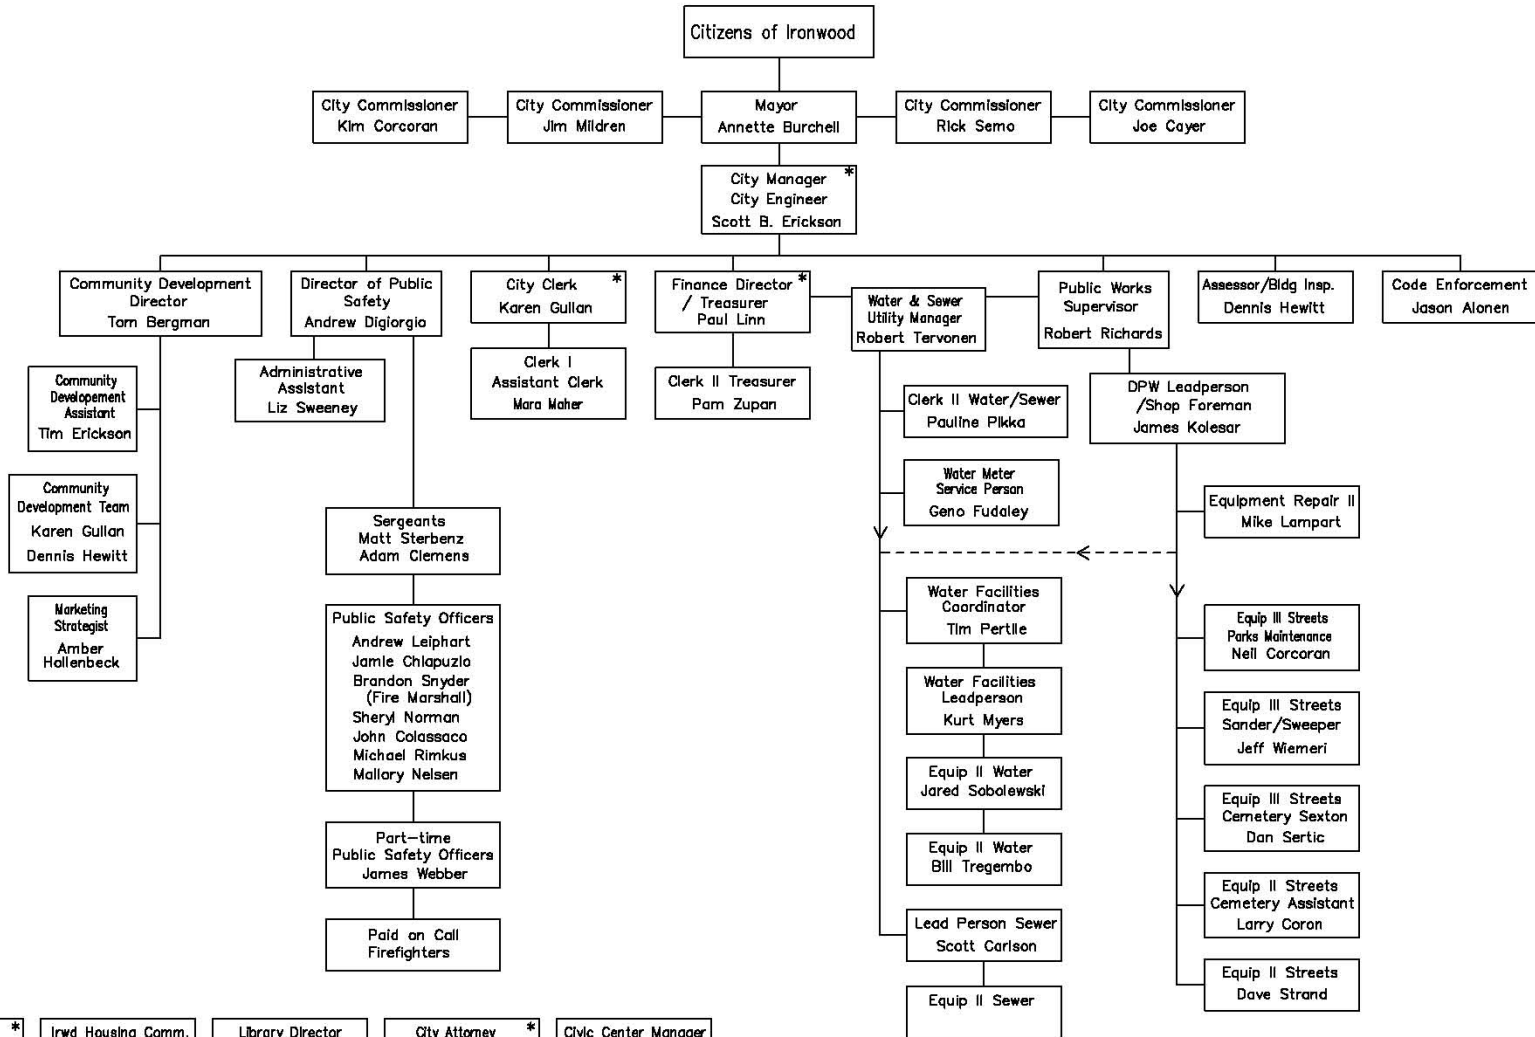 Citizens of Ironwood
City Commissioner
Kim Corcoran
City Commissioner
Jim Mildren
Mayor
Annette Burchell
City Commissioner
Rick Semo
City Commissioner
Joe Cayer
City Manager *
City Engineer
Scott B. Erickson
Community Development
Director
Tom Bergman
Director of Public
Safety
Andrew Digiorgio
City Clerk *
Karen Gullan
Finance Director *
/ Treasurer
Paul Linn
Water & Sewer
Utility Manager
Robert Tervonen
Public Works
Supervisor
Robert Richards
Assessor/Bldg Insp.
Dennis Hewitt
Code Enforcement
Jason Alonen
Community
Developement
Assistant
Tim Erickson
Community
Development Team
Karen Gullan
Dennis Hewitt
Marketing
Strategist
Amber
Hollenbeck
Administrative
Assistant
Liz Sweeney
Sergeants
Matt Sterbenz
Adam Clemens
Public Safety Officers
Andrew Leiphart
Jamie Chiapuzio
Brandon Snyder
(Fire Marshall)
Sheryl Norman
John Colassaco
Michael Rimkus
Mallory Nelsen
Part-time
Public Safety Officers
James Webber
Paid on Call
Firefighters
Clerk I
Assistant Clerk
Mara Maher
Clerk II Treasurer
Pam Zupan
Clerk II Water/Sewer
Pauline Pikka
Water Meter
Service Person
Geno Fudaley
Water Facilities
Coordinator
Tim Pertile
Water Facilities
Leadperson
Kurt Myers
Equip II Water
Jared Sobolewski
Equip II Water
Bill Tregembo
Lead Person Sewer
Scott Carlson
Equip II Sewer
DPW Leadperson
/Shop Foreman
James Kolesar
Equipment Repair II
Mike Lampart
Equip III Streets
Parks Maintenance
Neil Corcoran
Equip III Streets
Sander/Sweeper
Jeff Wiemeri
Equip III Streets
Cemetery Sexton
Dan Sertic
Equip II Streets
Cemetery Assistant
Larry Coron
Equip II Streets
Dave Strand
*
Irwd Housing Comm.
Library Director
City Attorney *
Civic Center Manager